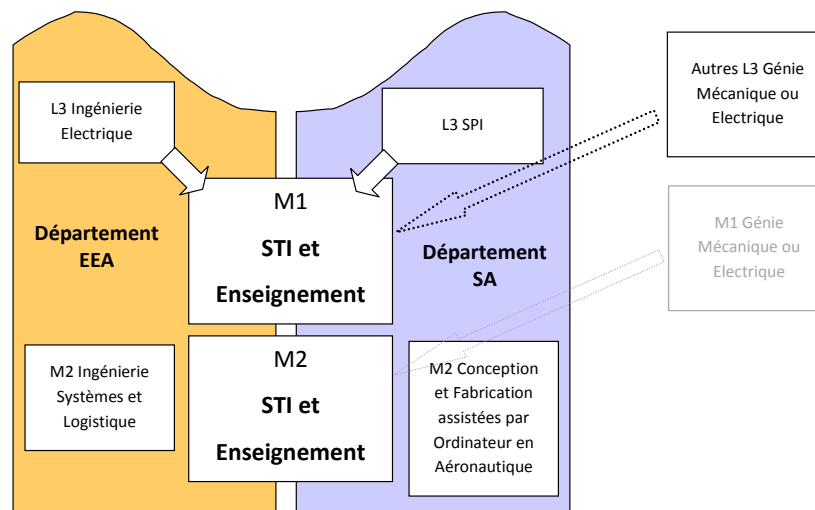 L3 Ingénierie
Electrique
L3 SPI
Autres L3 Génie
Mécanique ou
Electrique
M1
STI et
Enseignement
Département
EEA
Département
SA
M1 Génie
Mécanique ou
Electrique
M2 Ingénierie
Systèmes et
Logistique
M2
STI et
Enseignement
M2 Conception
et Fabrication
assistées par
Ordinateur en
Aéronautique